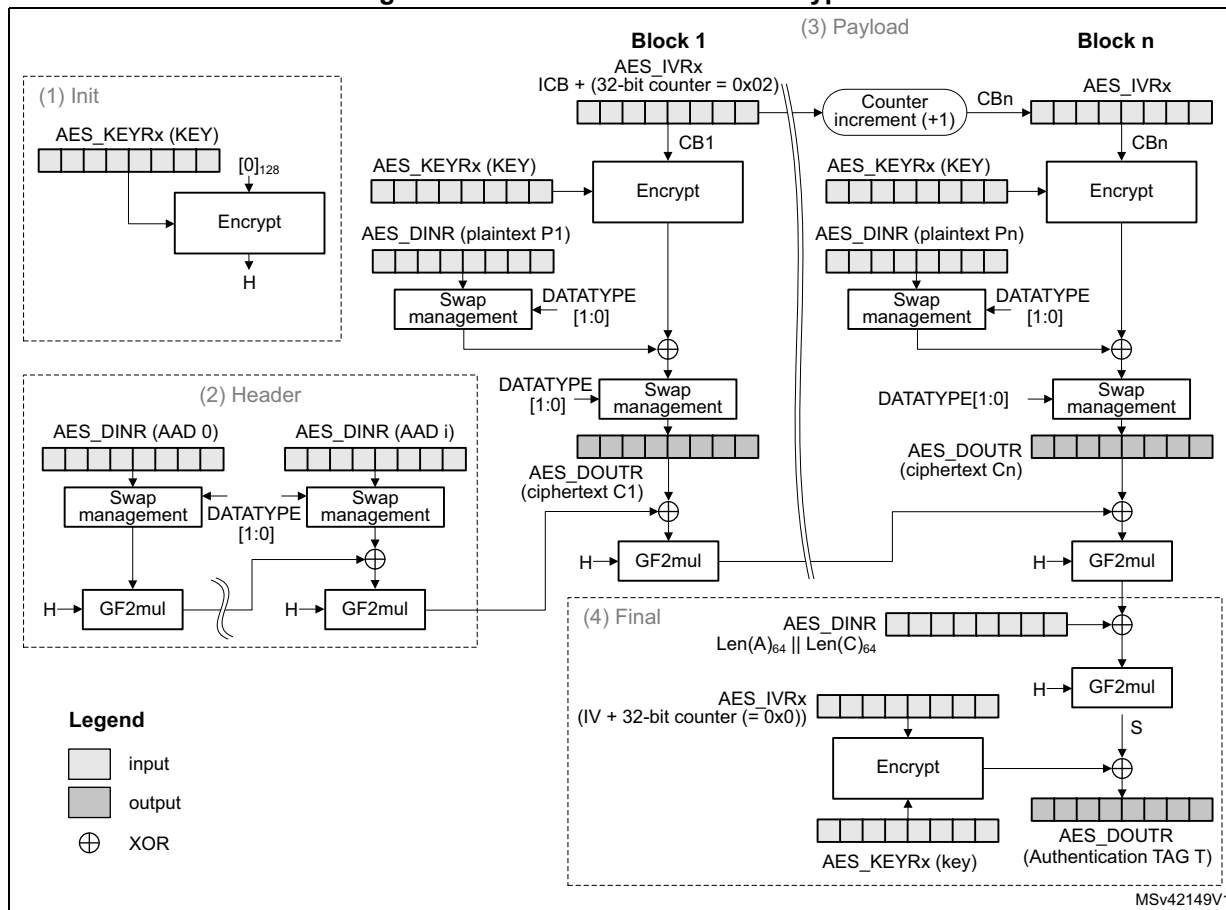 (3) Payload
Block 1
Block n
AES_IVRx
ICB + (32-bit counter = 0x02)
Counter
increment (+1)
CBn
AES_IVRx
CB1
CBn
(1) Init
AES_KEYRx (KEY)
[0]128
Encrypt
H
AES_KEYRx (KEY)
Encrypt
AES_KEYRx (KEY)
Encrypt
AES_DINR (plaintext P1)
Swap
management
DATATYPE
[1:0]
AES_DINR (plaintext Pn)
Swap
management
DATATYPE
[1:0]
DATATYPE
[1:0]
Swap
management
DATATYPE[1:0]
Swap
management
AES_DOUTR
(ciphertext C1)
AES_DOUTR
(ciphertext Cn)
(2) Header
AES_DINR (AAD 0)
AES_DINR (AAD i)
Swap
management
DATATYPE
[1:0]
Swap
management
H
GF2mul
H
GF2mul
H
GF2mul
H
GF2mul
(4) Final
AES_DINR
Len(A)64 || Len(C)64
H
GF2mul
S
AES_IVRx
(IV + 32-bit counter (= 0x0))
Encrypt
AES_KEYRx (key)
AES_DOUTR
(Authentication TAG T)
Legend
input
output
XOR
MSv42149V1